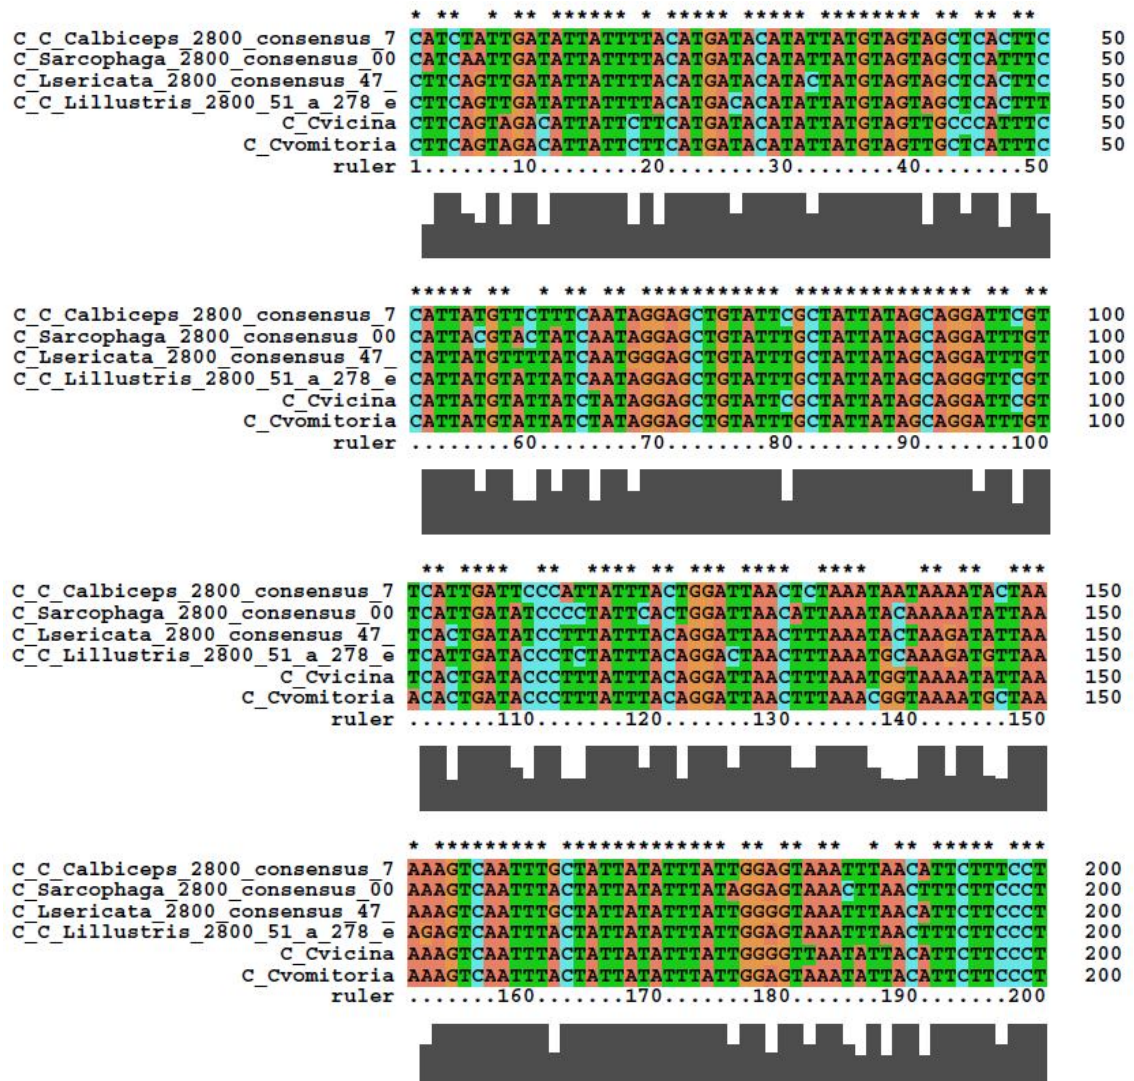 * ** * ** ****** * ***** ***** ******** ** ** **
C_C_Calbiceps_2800_consensus_7 CATCTATTGATATTATTTTACATGATACATATTATGTAGTAGCTCACTTC 50
C_Sarcophaga_2800_consensus_00 CATCAATTGATATTATTTTACATGATACATATTATGTAGTAGCTCATTTC 50
C_Lsericata_2800_consensus_47_ CTTCAGTTGATATTATTTTACATGATACATACTATGTAGTAGCTCACTTC 50
C_C_Lillustris_2800_51_a_278_e CTTCAGTTGATATTATTTTACATGACACATATTATGTAGTAGCTCACTTT 50
C_Cvicina CTTCAGTAGACATTATTCTTCATGATACATATTATGTAGTTGCCCATTTC 50
C_Cvomitoria CTTCAGTAGACATTATTCTTCATGATACATATTATGTAGTTGCTCATTTC 50
ruler 1.......10........20........30........40........50
***** ** * ** ** *********** **************** ** **
C_C_Calbiceps_2800_consensus_7 CATTATGTTCTTTCAATAGGAGCTGTATTCGCTATTATAGCAGGATTCGT 100
C_Sarcophaga_2800_consensus_00 CATTACGTACTATCAATAGGAGCTGTATTTGCTATTATAGCAGGATTTGT 100
C_Lsericata_2800_consensus_47_ CATTATGTTTTATCAATGGGAGCTGTATTTGCTATTATAGCAGGATTTGT 100
C_C_Lillustris_2800_51_a_278_e CATTATGTATTATCAATAGGAGCTGTATTTGCTATTATAGCAGGGTTCGT 100
C_Cvicina CATTATGTATTATCTATAGGAGCTGTATTCGCTATTATAGCAGGATTCGT 100
C_Cvomitoria CATTATGTATTATCTATAGGAGCTGTATTTGCTATTATAGCAGGATTTGT 100
ruler ........60........70........80........90........100
** **** ** **** ** *** ***** **** ** ** ***
C_C_Calbiceps_2800_consensus_7 TCATTGATTCCCATTATTTACTGGATTAACTCTAAATAATAAAATACTAA 150
C_Sarcophaga_2800_consensus_00 TCATTGATATCCCCTATTCACTGGATTAACATTAAATACAAAAATATTAA 150
C_Lsericata_2800_consensus_47_ TCACTGATATCCTTTATTTACAGGATTAACTTTAAATACTAAGATATTAA 150
C_C_Lillustris_2800_51_a_278_e TCATTGATACCCTCTATTTACAGGACTAACTTTAAATGCAAAGATGTTAA 150
C_Cvicina TCACTGATACCCTTTATTTACAGGATTAACTTTAAATGGTAAAATATTAA 150
C_Cvomitoria ACACTGATACCCTTTATTTACAGGATTAACTTTAAACGGTAAAATGCTAA 150
ruler .......110.......120.......130.......140.......150
* ********* ************* ** ** ** * ** ***** ***
C_C_Calbiceps_2800_consensus_7 AAAGTCAATTTGCTATTATATTTATTGGAGTAAATTTAACATTCTTTCCT 200
C_Sarcophaga_2800_consensus_00 AAAGTCAATTTACTATTATATTTATAGGAGTAAACTTAACTTTCTTCCCT 200
C_Lsericata_2800_consensus_47_ AAAGTCAATTTGCTATTATATTTATTGGGGTAAATTTAACATTCTTCCCT 200
C_C_Lillustris_2800_51_a_278_e AGAGTCAATTTACTATTATATTTATTGGAGTAAATTTAACTTTCTTCCCT 200
C_Cvicina AAAGTCAATTTACTATTATATTTATTGGGGTTAATATTACATTCTTCCCT 200
C_Cvomitoria AAAGTCAATTTACTATTATATTTATTGGAGTAAATATTACATTCTTCCCT 200
ruler .......160.......170.......180.......190.......200